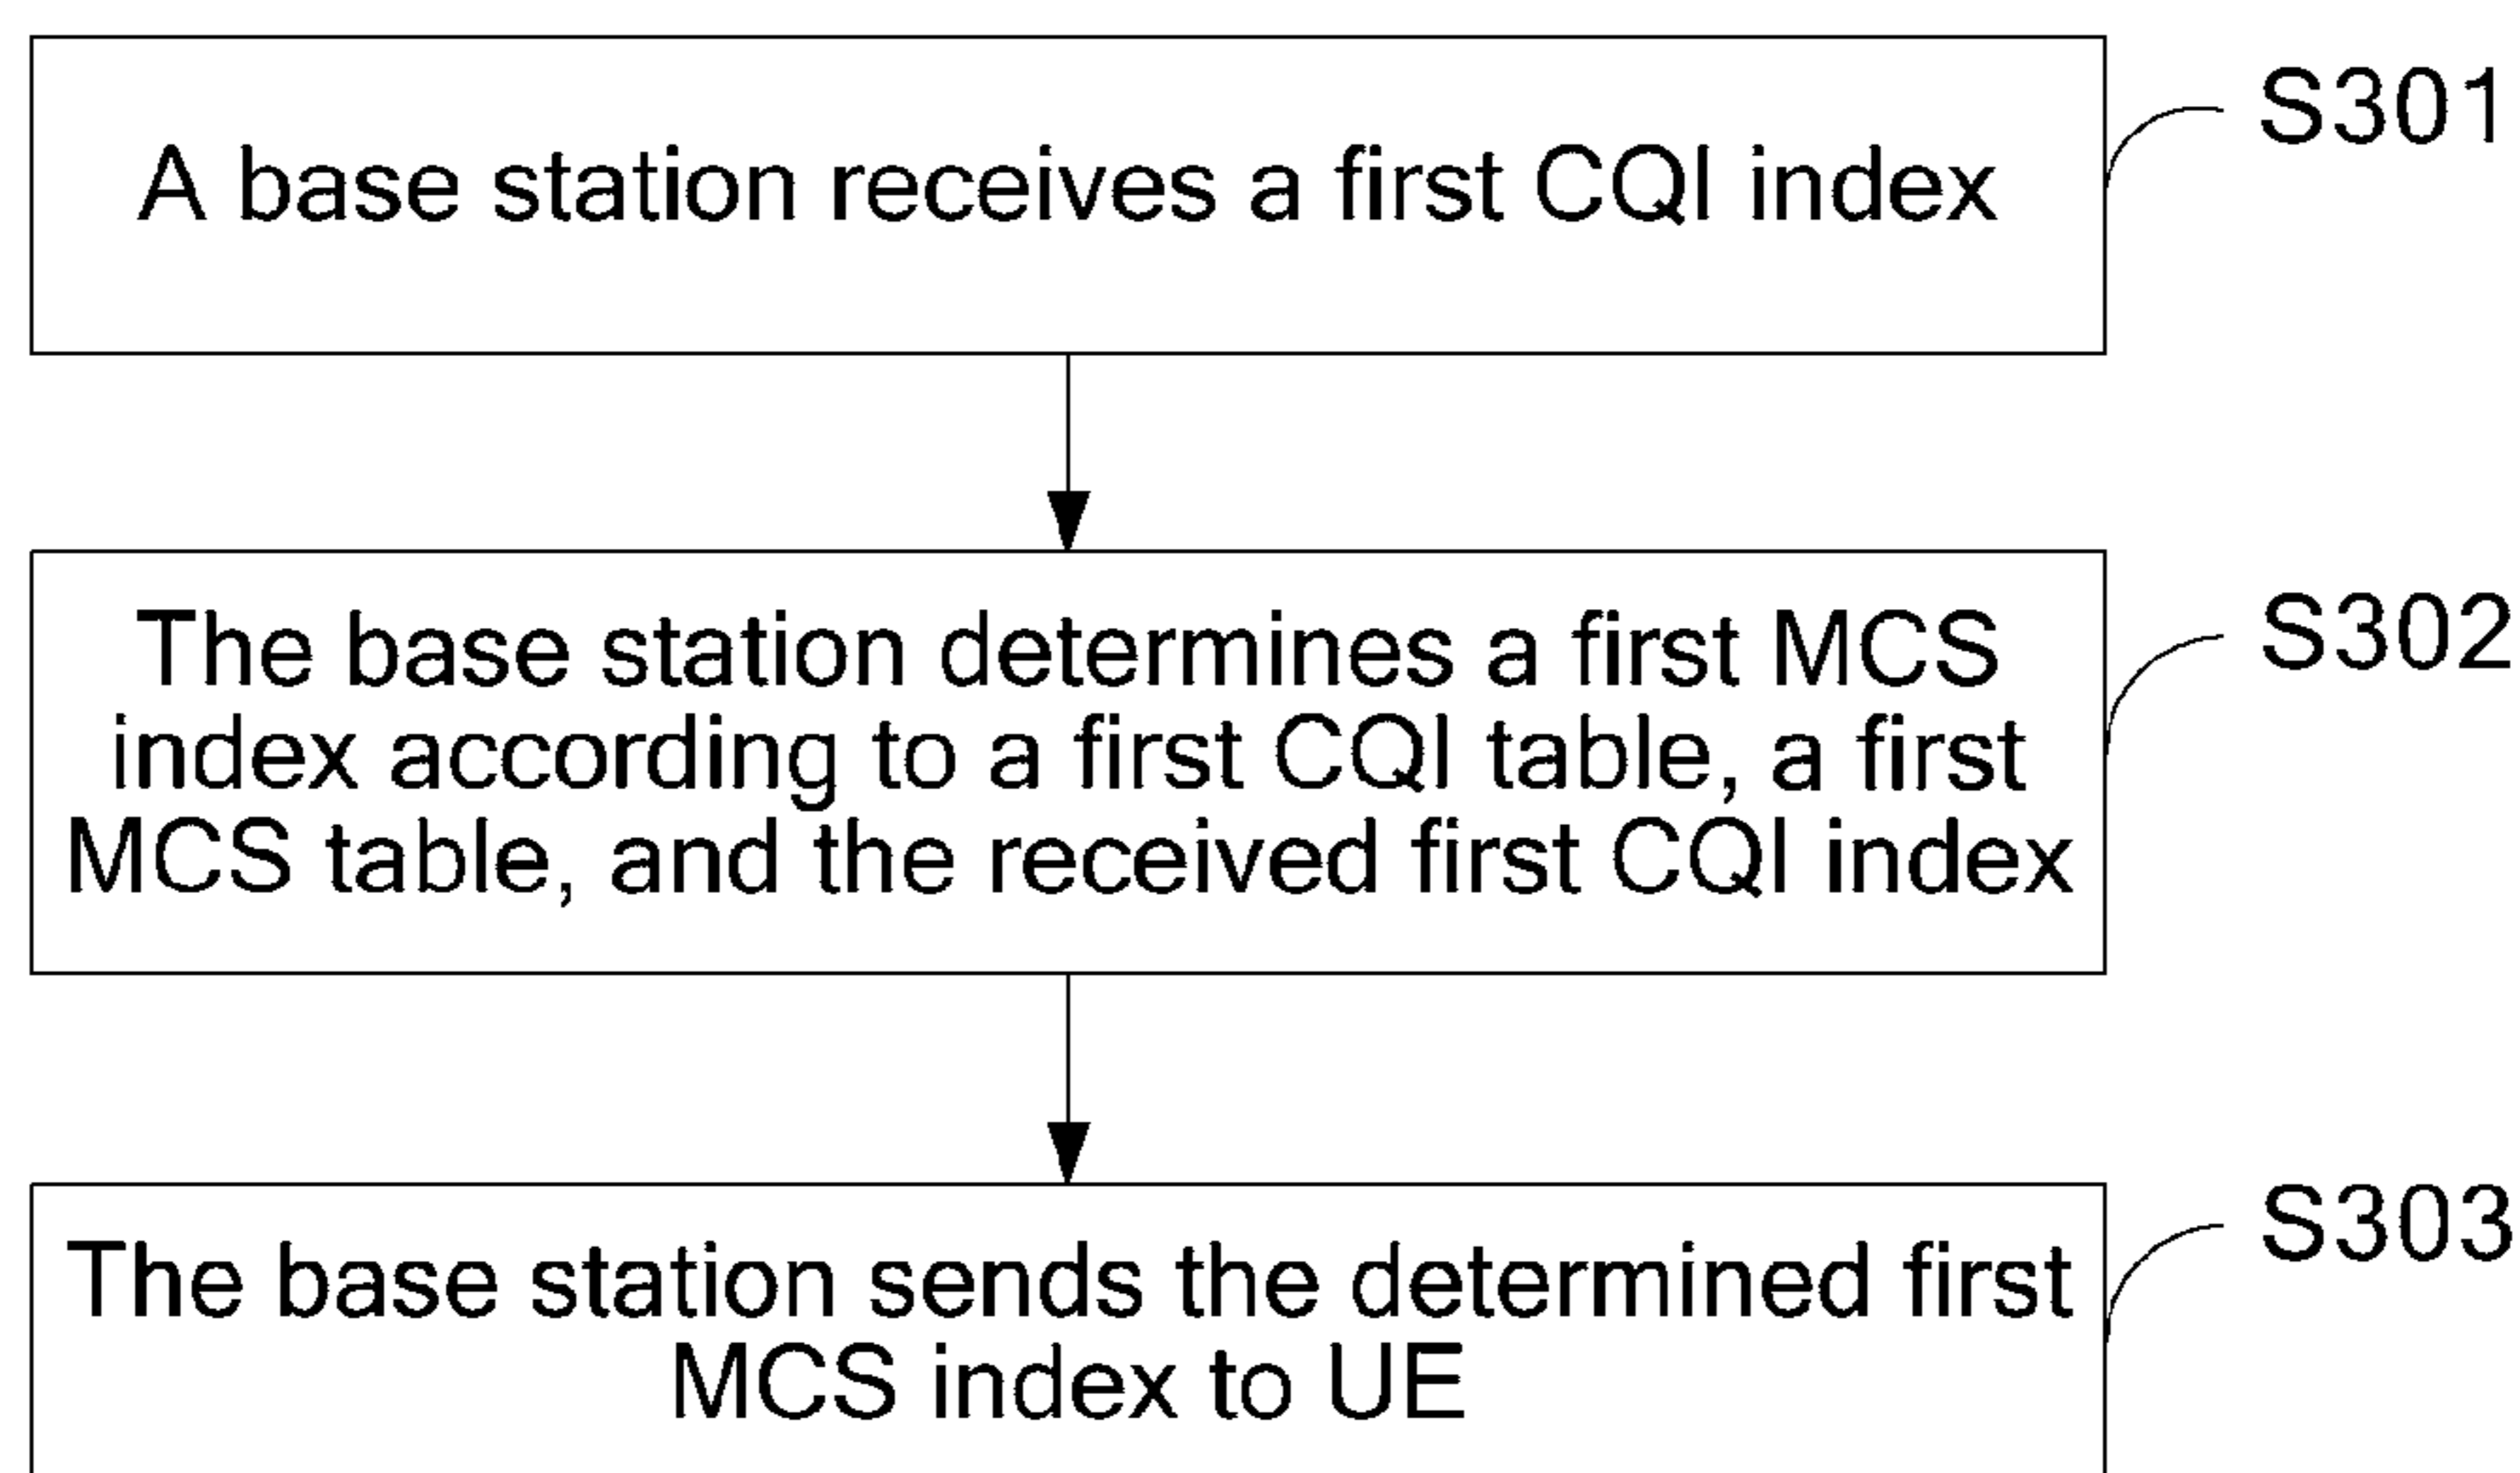 A base station receives a first CQI index
S301
The base station determines a first MCS
index according to a first CQI table, a first
MCS table, and the received first CQI index
S302
The base station sends the determined first
MCS index to UE
S303